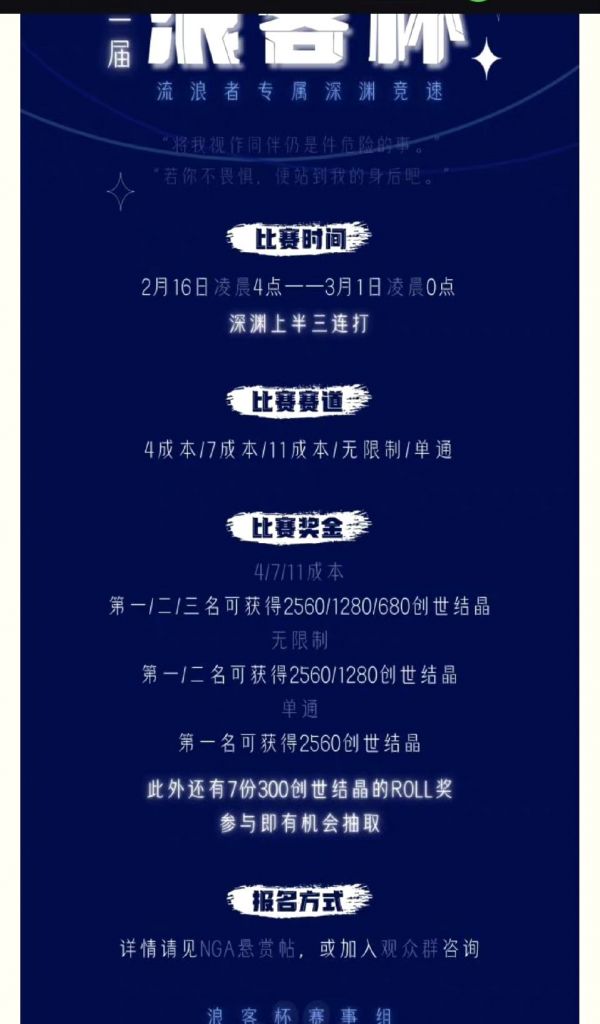 届
浪客杯
流浪者专属深渊竞速
“将我视作同伴仍是件危险的事。”
“若你不畏惧，便站到我的身后吧。”
比赛时间
2月16日凌晨4点——3月1日凌晨0点
深渊上半三连打
比赛赛道
4成本/7成本/11成本/无限制/单通
比赛奖金
4/7/11成本
第一/二/三名可获得2560/1280/680创世结晶
无限制
第一/二名可获得2560/1280创世结晶
单通
第一名可获得2560创世结晶
此外还有7份300创世结晶的ROLL奖
参与即有机会抽取
报名方式
详情请见NGA悬赏帖，或加入观众群咨询
浪客杯赛事组